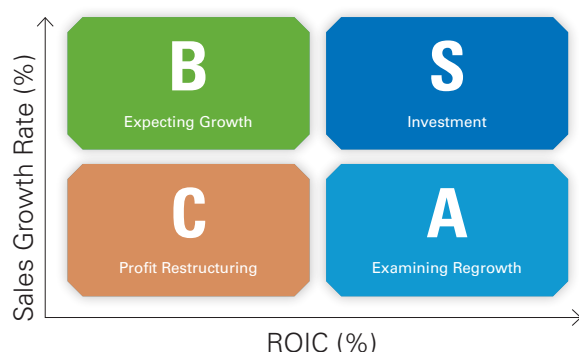 Sales Growth Rate (%)
B
Expecting Growth
S
Investment
C
Profit Restructuring
A
Examining Regrowth
ROIC (%)